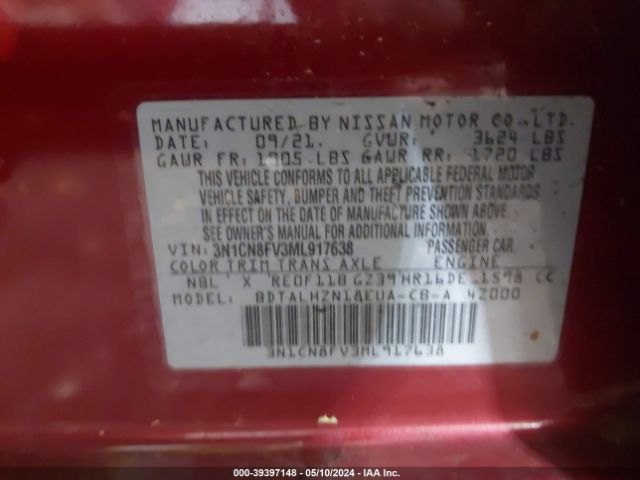 MANUFACTURED BY NISSAN MOTOR CO.,LTD.
DATE: 09/21. GVWR: 3624 LBS
GAWR FR: 1905 LBS GAWR RR: 1720 LBS
THIS VEHICLE CONFORMS TO ALL APPLICABLE FEDERAL MOTOR
VEHICLE SAFETY, BUMPER AND THEFT PREVENTION STANDARDS
IN EFFECT ON THE DATE OF MANUFACTURE SHOWN ABOVE.
SEE OWNER'S MANUAL FOR ADDITIONAL INFORMATION.
VIN: 3N1CN8FV3ML917638 PASSENGER CAR.
COLOR TRIM TRANS AXLE ENGINE
NBL X RE0F11B GZ39 HR16DE 1598 CC
MODEL: BDTALHZN18EUA-CB-A 4Z000
3N1CN8FV3ML917638
000-39397148 — 05/10/2024 — IAA Inc.